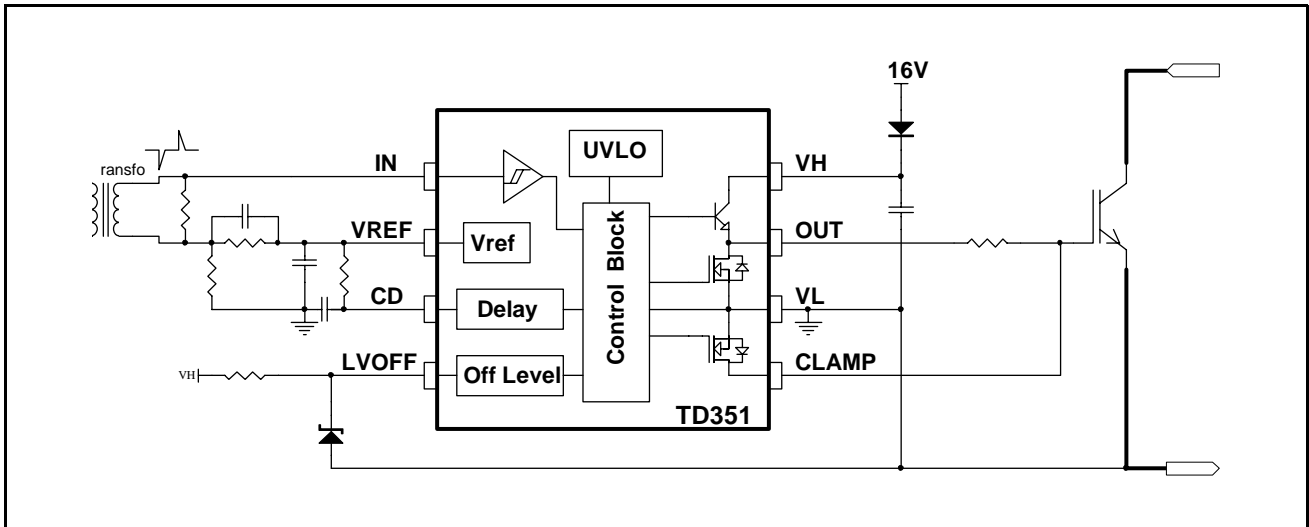 16V
ransfo
IN
UVLO
VH
VREF
Vref
OUT
Control Block
CD
Delay
VL
LVOFF
Off Level
CLAMP
VH
TD351